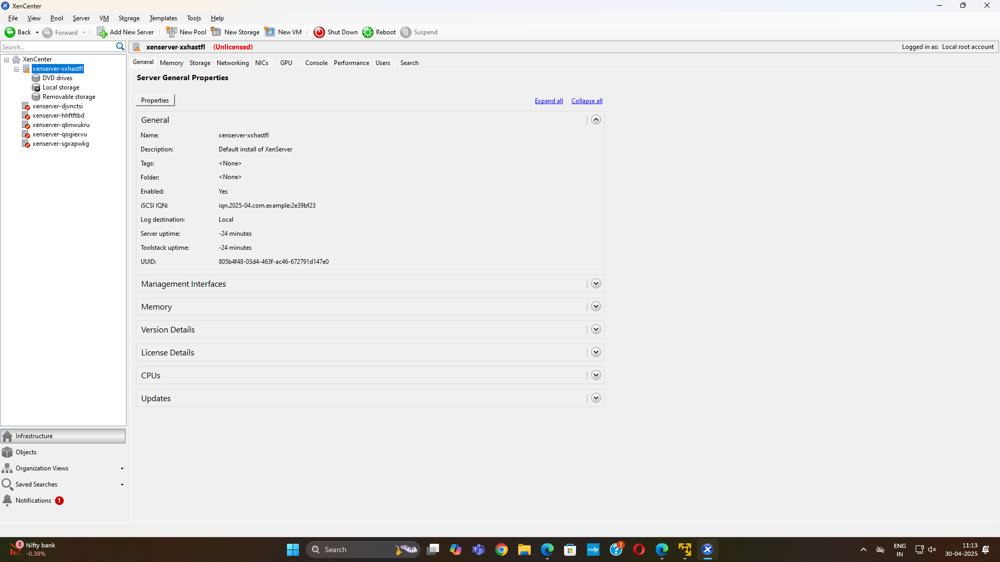 XenCenter
File View Pool Server VM Storage Templates Tools Help
Back Forward Add New Server New Pool New Storage New VM Shut Down Reboot Suspend
Search...
xenserver-xxhastfl (Unlicensed) Logged in as: Local root account
XenCenter
xenserver-xxhastfl
DVD drives
Local storage
Removable storage
xenserver-djvnctsi
xenserver-hhftftbd
xenserver-qbnwukru
xenserver-qogiexvu
xenserver-sgxapwkg
General Memory Storage Networking NICs GPU Console Performance Users Search
Server General Properties
Properties Expand all Collapse all
General
Name: xenserver-xxhastfl
Description: Default install of XenServer
Tags: <None>
Folder: <None>
Enabled: Yes
iSCSI IQN: iqn.2025-04.com.example:2e39bf23
Log destination: Local
Server uptime: -24 minutes
Toolstack uptime: -24 minutes
UUID: 805b4f48-03d4-463f-ac46-672791d147e0
Management Interfaces
Memory
Version Details
License Details
CPUs
Updates
Infrastructure
Objects
Organization Views
Saved Searches
Notifications 1
8 Nifty bank
-0.39%
Search
myhp
ENG
IN
11:13
30-04-2025